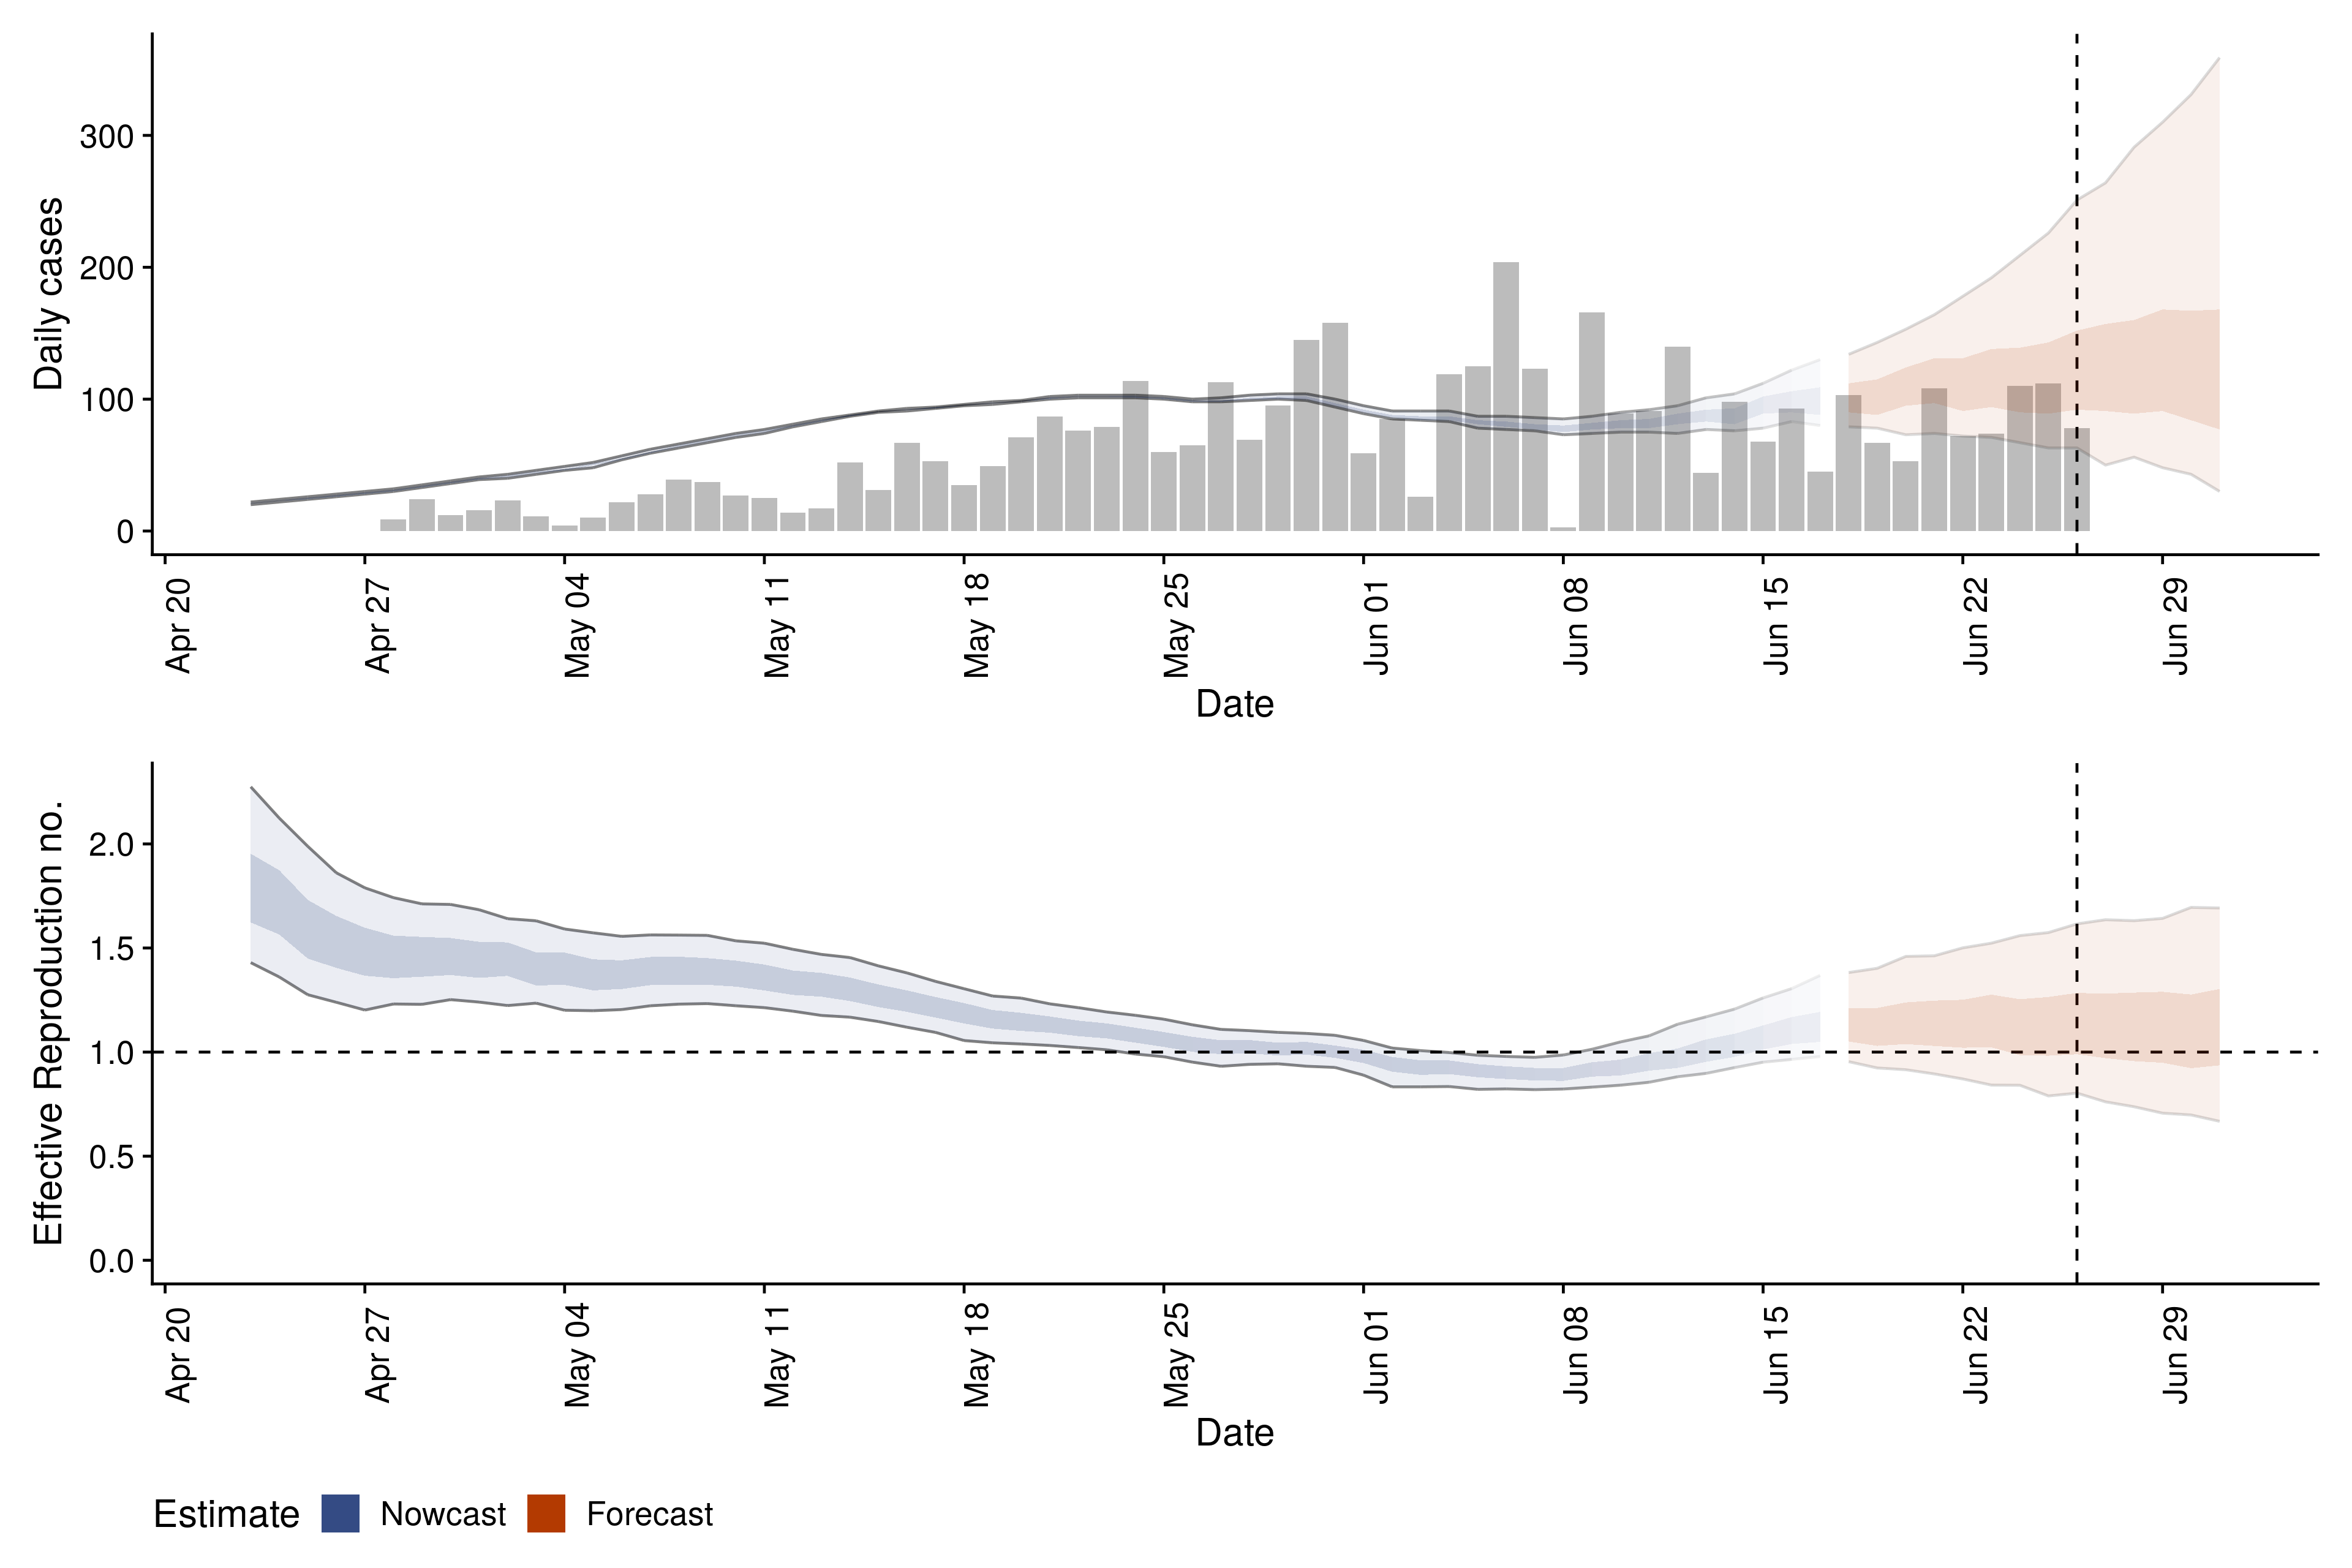 300
200
100
0
Daily cases
Apr 20
Apr 27
May 04
May 11
May 18
May 25
Jun 01
Jun 08
Jun 15
Jun 22
Jun 29
Date
2.0
1.5
1.0
0.5
0.0
Effective Reproduction no.
Apr 20
Apr 27
May 04
May 11
May 18
May 25
Jun 01
Jun 08
Jun 15
Jun 22
Jun 29
Date
Estimate Nowcast Forecast